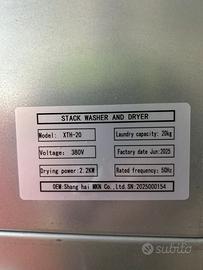 STACK WASHER AND DRYER
Model: XTH-20
Laundry capacity: 20kg
Voltage: 380V
Factory date Jun:2025
Drying power: 2.2KW
Rated frequency: 50Hz
OEM:Shang hai MKN Co., Ltd. SN:2025000154
subito